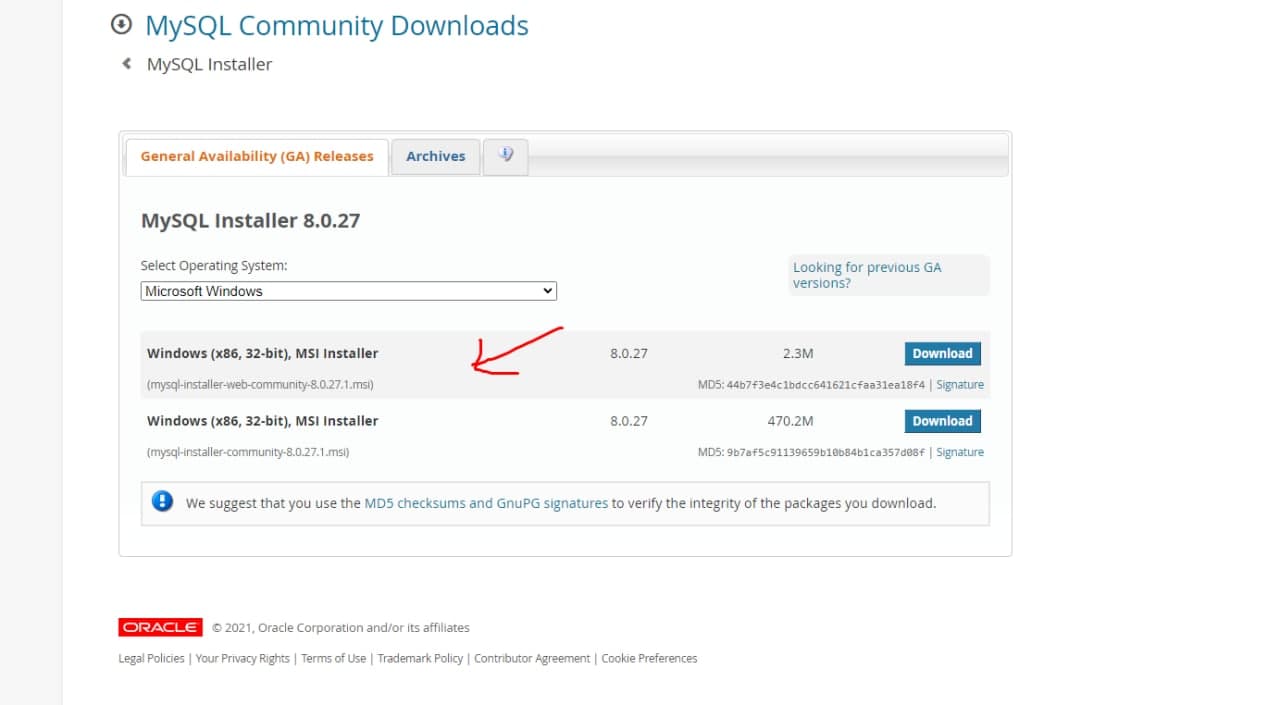 MySQL Community Downloads
MySQL Installer
General Availability (GA) Releases
Archives
MySQL Installer 8.0.27
Select Operating System:
Microsoft Windows
Looking for previous GA
versions?
Windows (x86, 32-bit), MSI Installer 8.0.27 2.3M Download
(mysql-installer-web-community-8.0.27.1.msi) MD5: 44b7f3e4c1bdcc641621cfaa31ea18f4 | Signature
Windows (x86, 32-bit), MSI Installer 8.0.27 470.2M Download
(mysql-installer-community-8.0.27.1.msi) MD5: 9b7af5c91139659b10b84b1ca357d08f | Signature
We suggest that you use the MD5 checksums and GnuPG signatures to verify the integrity of the packages you download.
ORACLE © 2021, Oracle Corporation and/or its affiliates
Legal Policies | Your Privacy Rights | Terms of Use | Trademark Policy | Contributor Agreement | Cookie Preferences